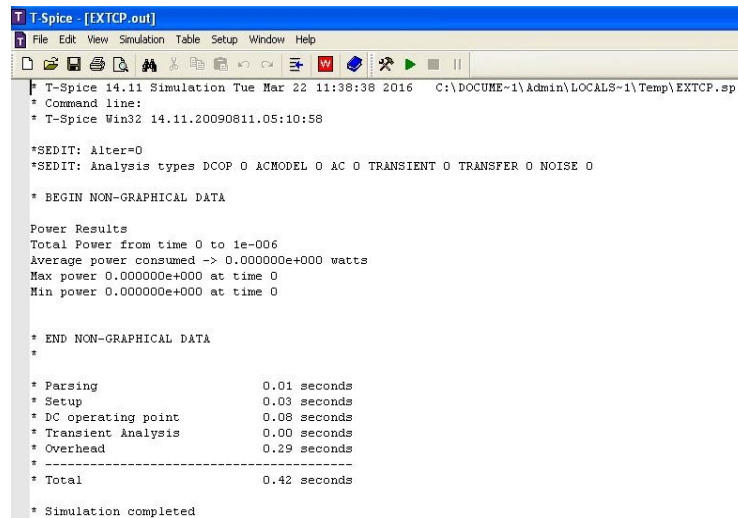 T-Spice - [EXTCP.out]
File Edit View Simulation Table Setup Window Help
* T-Spice 14.11 Simulation Tue Mar 22 11:38:38 2016 C:\DOCUME~1\Admin\LOCALS~1\Temp\EXTCP.sp
* Command line:
* T-Spice Win32 14.11.20090811.05:10:58
*SEDIT: Alter=0
*SEDIT: Analysis types DCOP 0 ACMODEL 0 AC 0 TRANSIENT 0 TRANSFER 0 NOISE 0
* BEGIN NON-GRAPHICAL DATA
Power Results
Total Power from time 0 to 1e-006
Average power consumed -> 0.000000e+000 watts
Max power 0.000000e+000 at time 0
Min power 0.000000e+000 at time 0
* END NON-GRAPHICAL DATA
*
* Parsing 0.01 seconds
* Setup 0.03 seconds
* DC operating point 0.08 seconds
* Transient Analysis 0.00 seconds
* Overhead 0.29 seconds
* -----------------------------------------
* Total 0.42 seconds
* Simulation completed